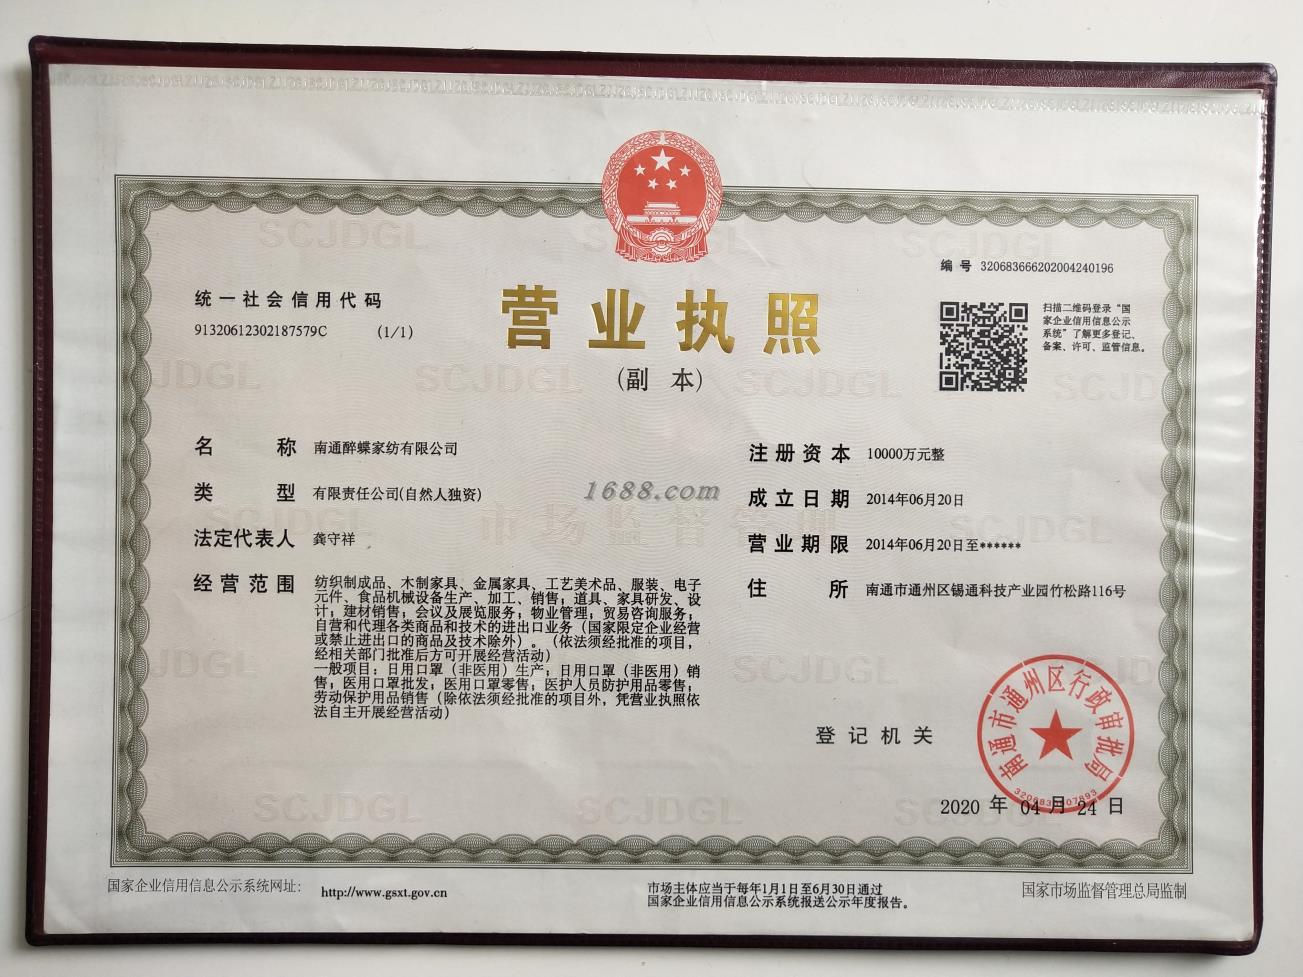 编号 320683666202004240196
统一社会信用代码
91320612302187579C (1/1)
营业执照
(副 本)
扫描二维码登录“国
家企业信用信息公示
系统”了解更多登记、
备案、许可、监管信息。
名称 南通醉蝶家纺有限公司
类型 有限责任公司(自然人独资)
法定代表人 龚守祥
经营范围 纺织制成品、木制家具、金属家具、工艺美术品、服装、电子
元件、食品机械设备生产、加工、销售；道具、家具研发、设
计；建材销售；会议及展览服务；物业管理；贸易咨询服务；
自营和代理各类商品和技术的进出口业务（国家限定企业经营
或禁止进出口的商品及技术除外）。（依法须经批准的项目，
经相关部门批准后方可开展经营活动）
一般项目：日用口罩（非医用）生产；日用口罩（非医用）销
售；医用口罩批发；医用口罩零售；医护人员防护用品零售；
劳动保护用品销售（除依法须经批准的项目外，凭营业执照依
法自主开展经营活动）
注册资本 10000万元整
成立日期 2014年06月20日
营业期限 2014年06月20日至******
住所 南通市通州区锡通科技产业园竹松路116号
1688.com
登记机关
南通市通州区行政审批局
2020 年 04 月 24 日
国家企业信用信息公示系统网址： http://www.gsxt.gov.cn
市场主体应当于每年1月1日至6月30日通过
国家企业信用信息公示系统报送公示年度报告。
国家市场监督管理总局监制